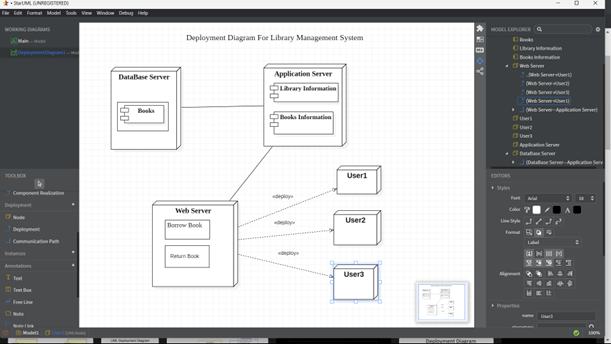 StarUML (UNREGISTERED)
File Edit Format Model Tools View Window Debug Help
WORKING DIAGRAMS
Main — Model
DeploymentDiagram1 — Mod
TOOLBOX
Component Realization
Deployment
Node
Deployment
Communication Path
Instances
Annotations
Text
Text Box
Free Line
Note
Note Link
Deployment Diagram For Library Management System
DataBase Server
Books
Application Server
Library Information
Books Information
Web Server
Borrow Book
Return Book
«deploy»
«deploy»
«deploy»
User1
User2
User3
MODEL EXPLORER
Books
Library Information
Books Information
Web Server
(Web Server→User1)
(Web Server→User2)
(Web Server→User3)
(Web Server→User1)
(Web Server—Application Server)
User1
User2
User3
Application Server
DataBase Server
(DataBase Server—Application Serv
EDITORS
Styles
Font Arial 18
Color
Line Style
Format
Label
Alignment
Properties
name User3
Model1
100%
Deployment Diagram